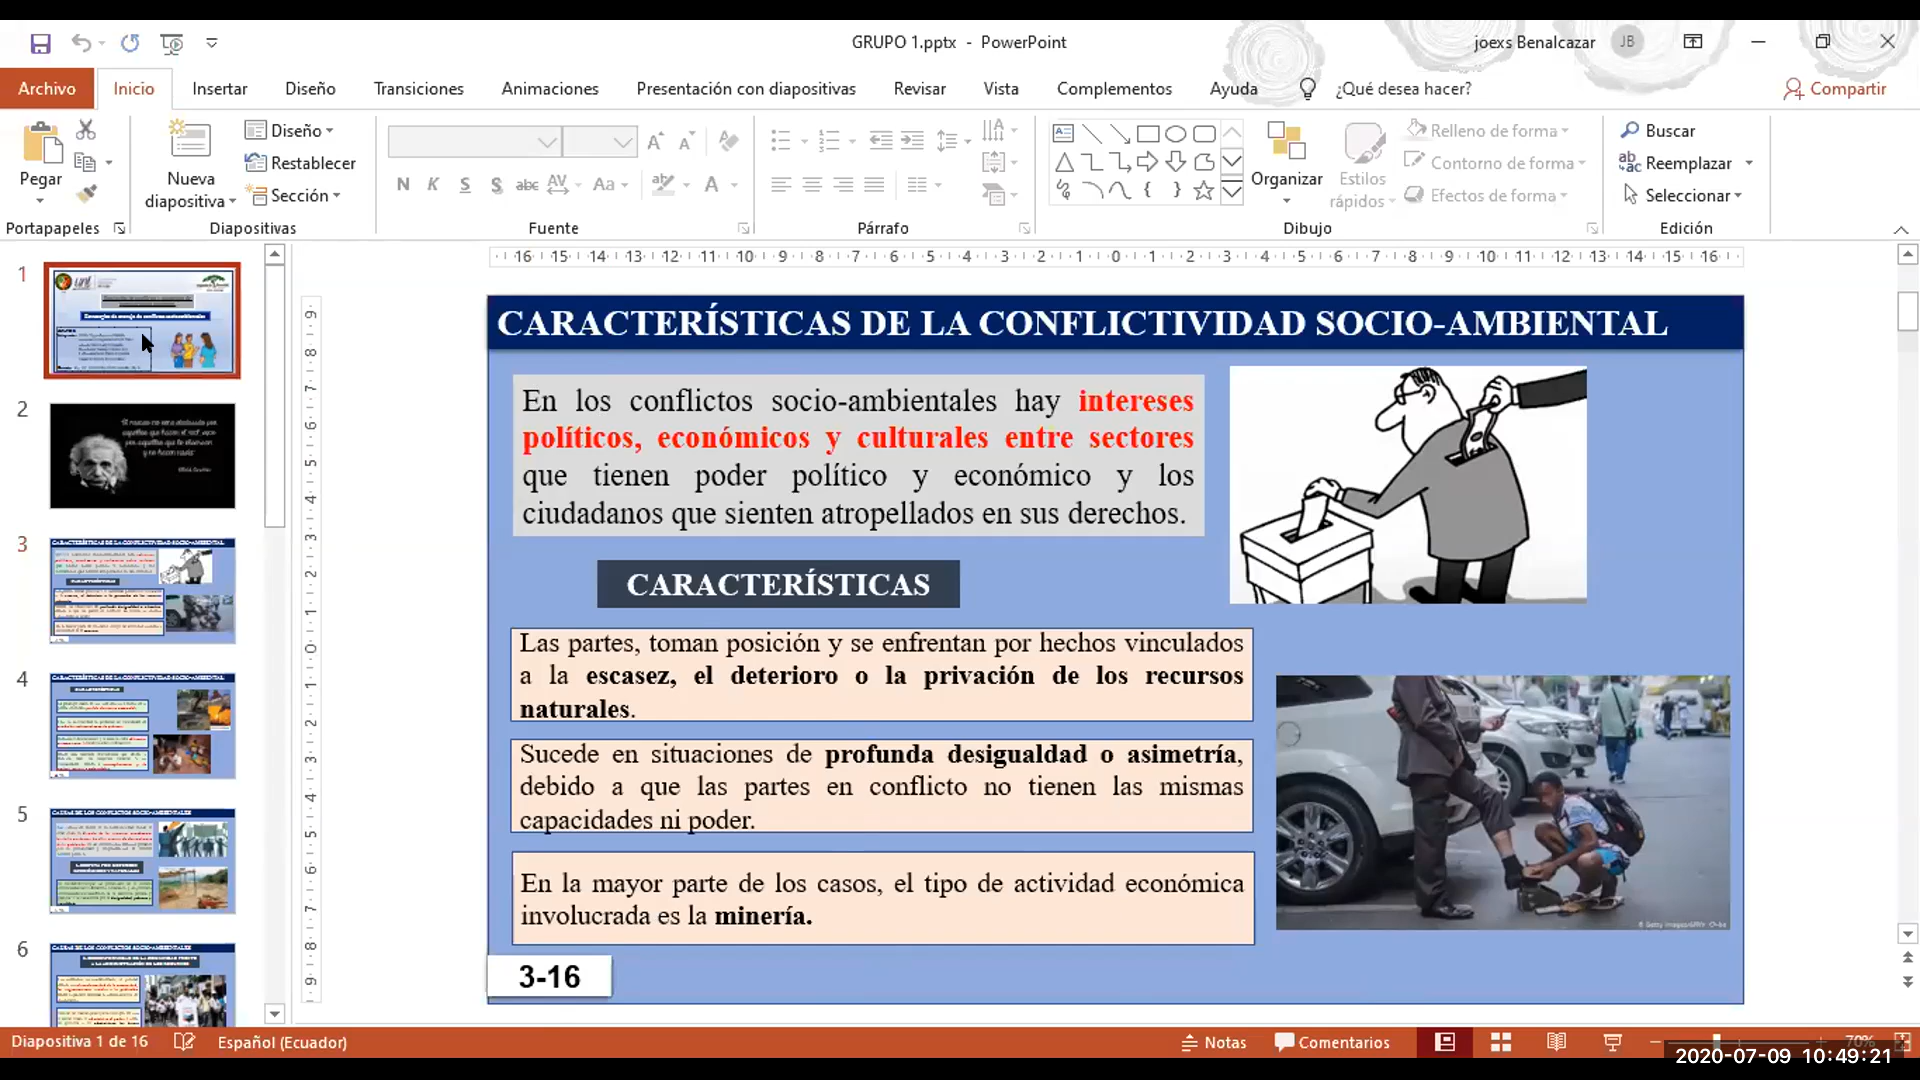 GRUPO 1.pptx - PowerPoint
joexs Benalcazar
JB
Archivo
Inicio
Insertar
Diseño
Transiciones
Animaciones
Presentación con diapositivas
Revisar
Vista
Complementos
Ayuda
¿Qué desea hacer?
Compartir
Pegar
Nueva
diapositiva
Diseño
Restablecer
Sección
Organizar
Estilos
rápidos
Relleno de forma
Contorno de forma
Efectos de forma
Buscar
Reemplazar
Seleccionar
Portapapeles
Diapositivas
Fuente
Párrafo
Dibujo
Edición
1
2
3
4
5
6
CARACTERÍSTICAS DE LA CONFLICTIVIDAD SOCIO-AMBIENTAL
En los conflictos socio-ambientales hay intereses
políticos, económicos y culturales entre sectores
que tienen poder político y económico y los
ciudadanos que sienten atropellados en sus derechos.
CARACTERÍSTICAS
Las partes, toman posición y se enfrentan por hechos vinculados
a la escasez, el deterioro o la privación de los recursos
naturales.
Sucede en situaciones de profunda desigualdad o asimetría,
debido a que las partes en conflicto no tienen las mismas
capacidades ni poder.
En la mayor parte de los casos, el tipo de actividad económica
involucrada es la minería.
3-16
Diapositiva 1 de 16
Español (Ecuador)
Notas
Comentarios
70%
2020-07-09 10:49:21